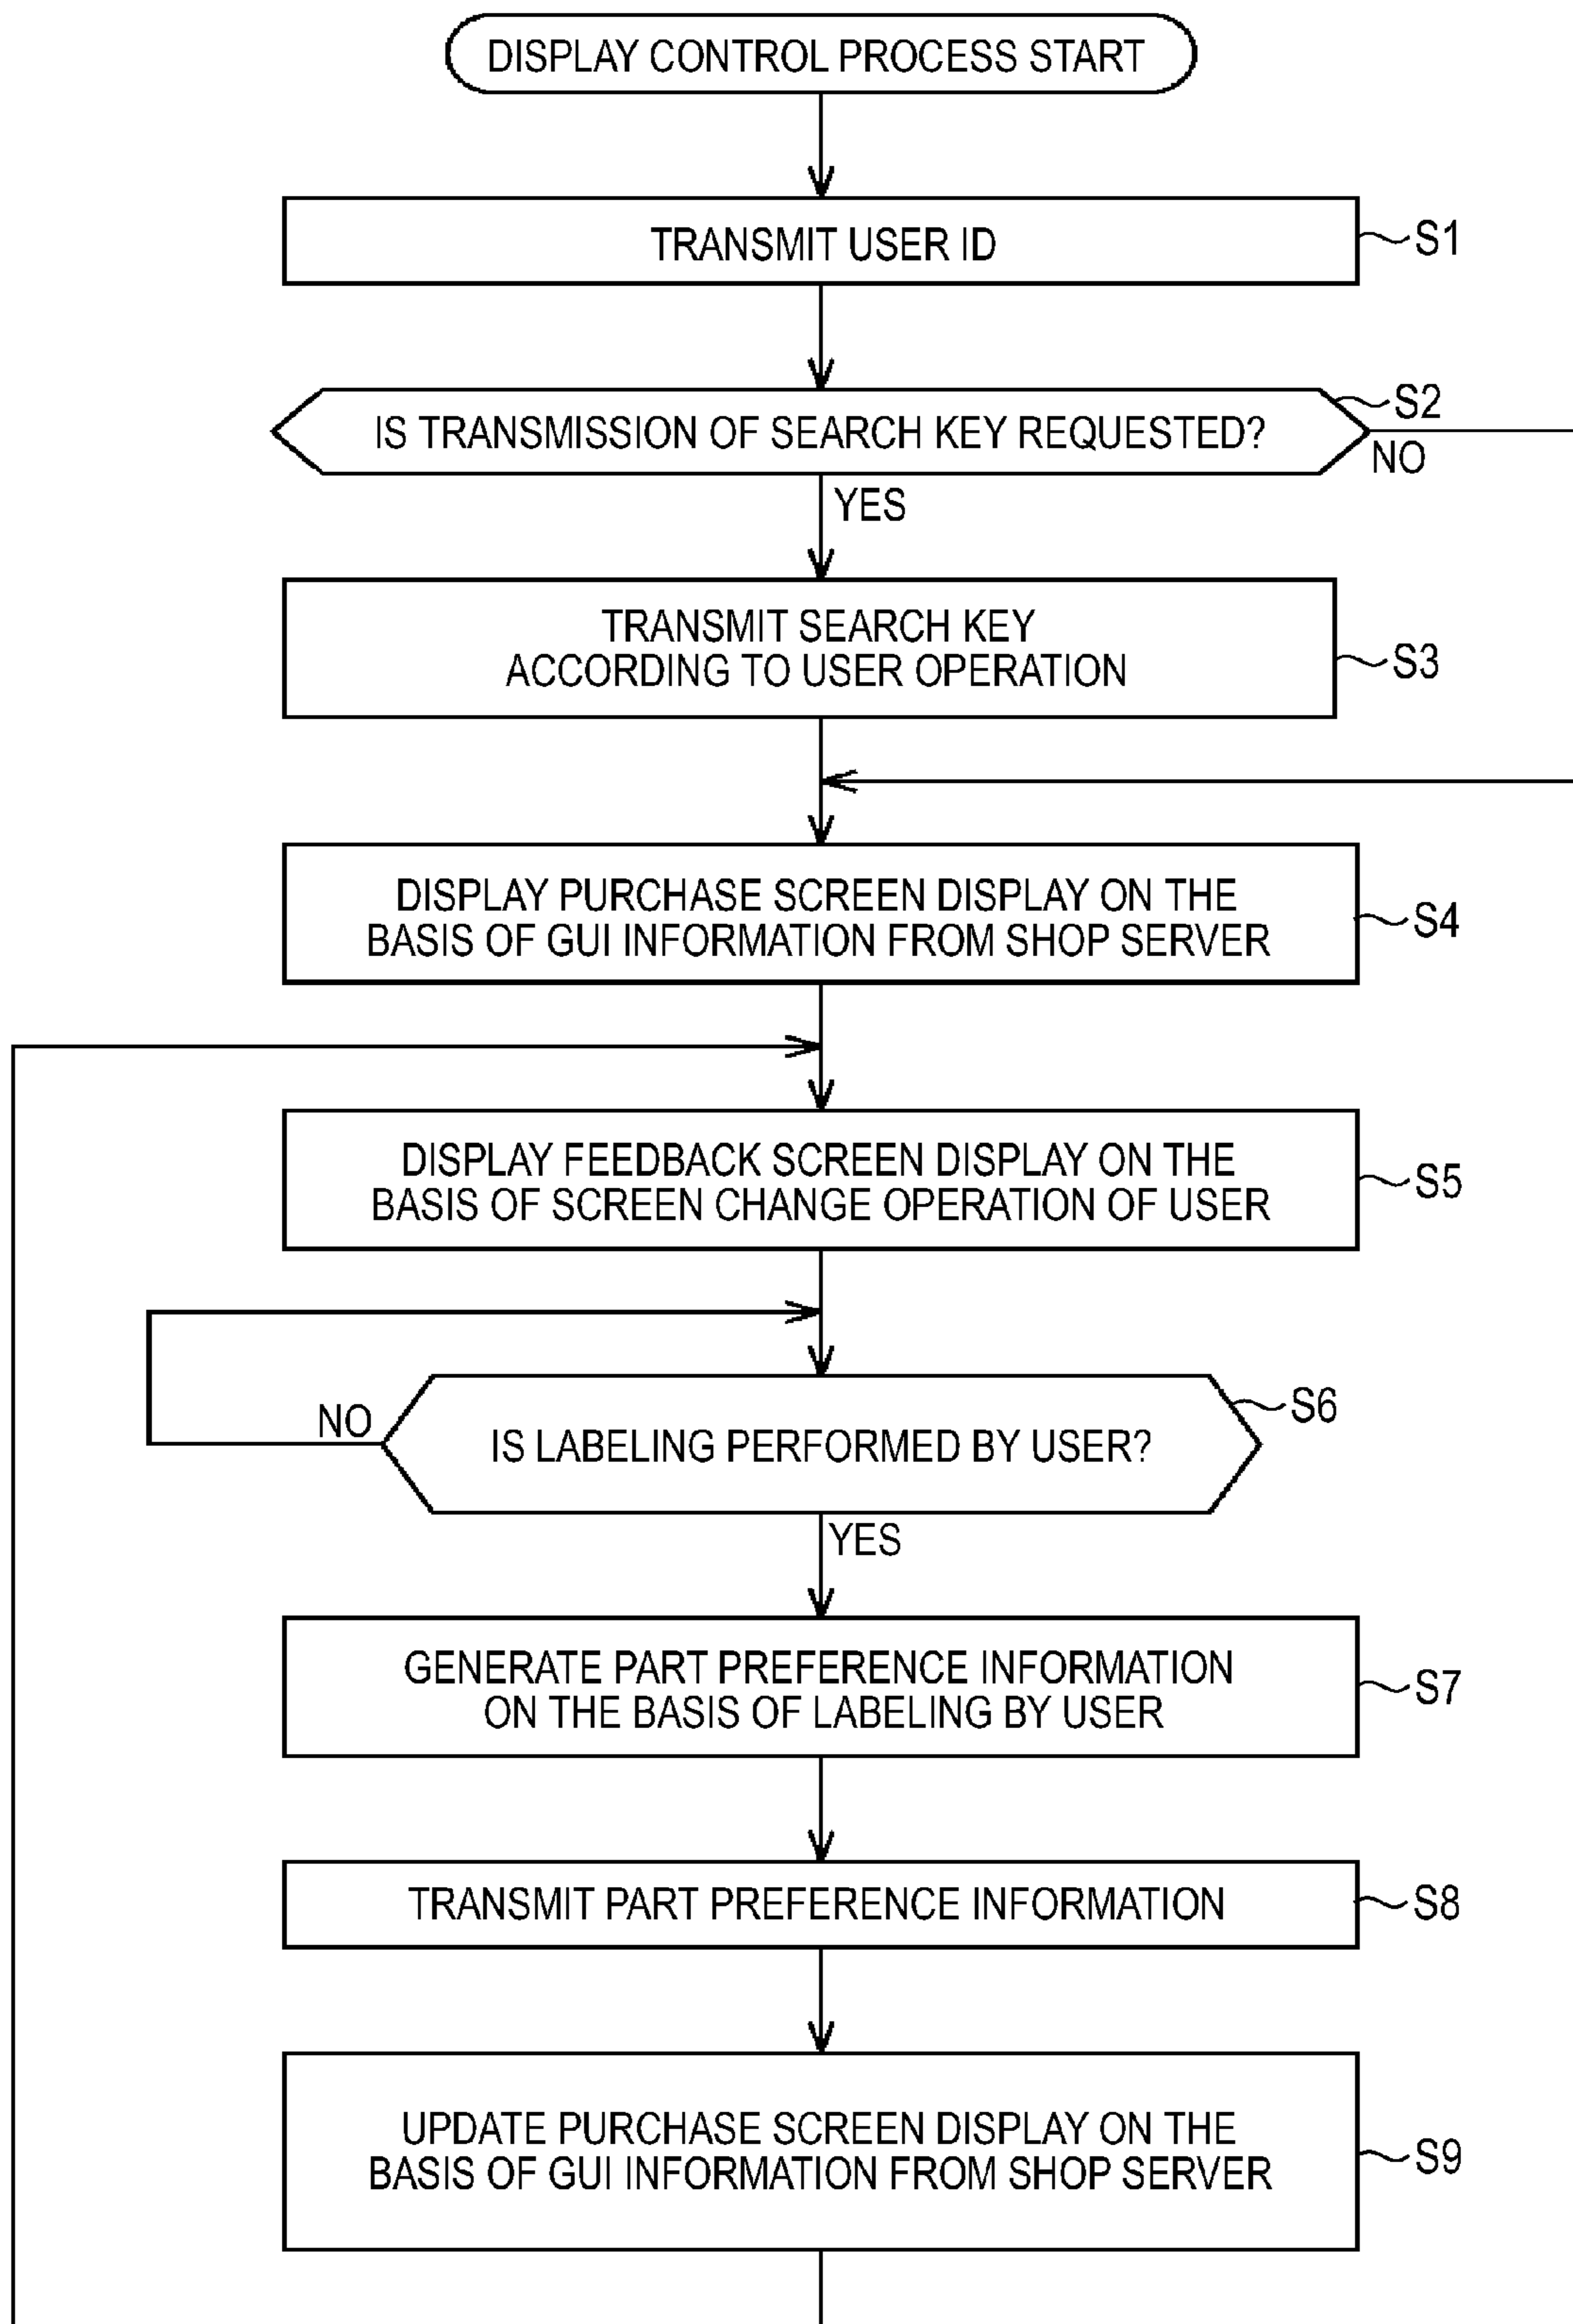 DISPLAY CONTROL PROCESS START
TRANSMIT USER ID
S1
IS TRANSMISSION OF SEARCH KEY REQUESTED?
S2
NO
YES
TRANSMIT SEARCH KEY
ACCORDING TO USER OPERATION
S3
DISPLAY PURCHASE SCREEN DISPLAY ON THE
BASIS OF GUI INFORMATION FROM SHOP SERVER
S4
DISPLAY FEEDBACK SCREEN DISPLAY ON THE
BASIS OF SCREEN CHANGE OPERATION OF USER
S5
NO
IS LABELING PERFORMED BY USER?
S6
YES
GENERATE PART PREFERENCE INFORMATION
ON THE BASIS OF LABELING BY USER
S7
TRANSMIT PART PREFERENCE INFORMATION
S8
UPDATE PURCHASE SCREEN DISPLAY ON THE
BASIS OF GUI INFORMATION FROM SHOP SERVER
S9